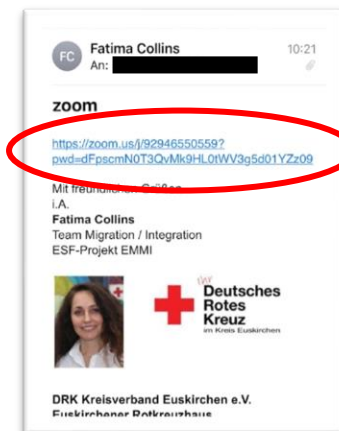 FC
Fatima Collins
10:21
An:
zoom
https://zoom.us/j/92946550559?
pwd=dFpscmN0T3QvMk9HL0tWV3g5d01YZz09
Mit freundlichen Grüßen
i.A.
Fatima Collins
Team Migration / Integration
ESF-Projekt EMMI
Ihr
Deutsches
Rotes
Kreuz
im Kreis Euskirchen
DRK Kreisverband Euskirchen e.V.
Euskirchener Rotkreuzhaus